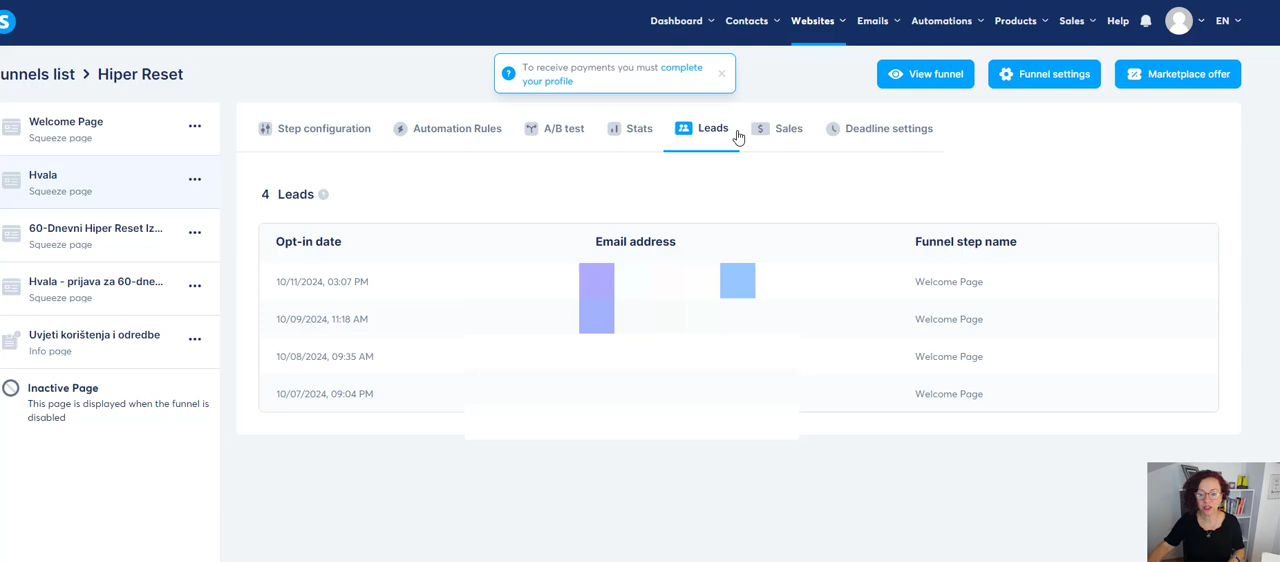 S
Dashboard Contacts Websites Emails Automations Products Sales Help EN
unnels list > Hiper Reset
To receive payments you must complete
your profile
View funnel Funnel settings Marketplace offer
Welcome Page
Squeeze page
Hvala
Squeeze page
60-Dnevni Hiper Reset Iz...
Squeeze page
Hvala - prijava za 60-dne...
Squeeze page
Uvjeti korištenja i odredbe
Info page
Inactive Page
This page is displayed when the funnel is
disabled
Step configuration Automation Rules A/B test Stats Leads Sales Deadline settings
4 Leads
Opt-in date Email address Funnel step name
10/11/2024, 03:07 PM Welcome Page
10/09/2024, 11:18 AM Welcome Page
10/08/2024, 09:35 AM Welcome Page
10/07/2024, 09:04 PM Welcome Page